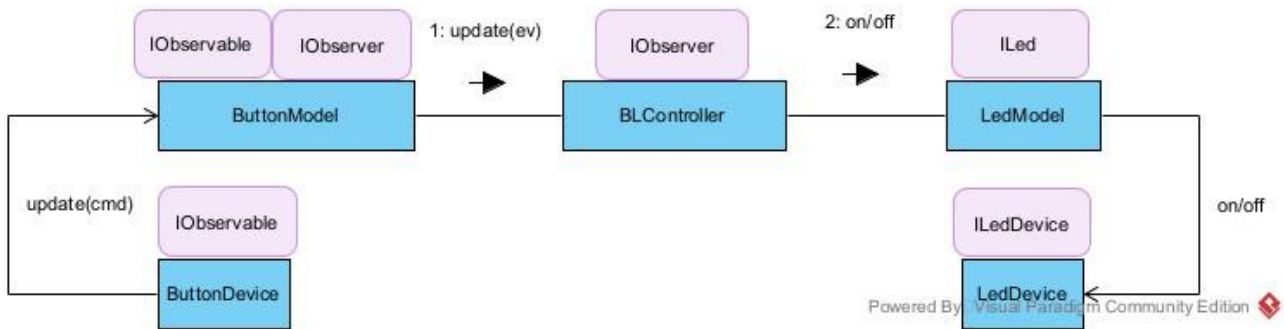 IObservable IObserver 1: update(ev) IObserver 2: on/off ILed
ButtonModel BLController LedModel
update(cmd) IObservable ILedDevice on/off
ButtonDevice LedDevice
Powered By Visual Paradigm Community Edition